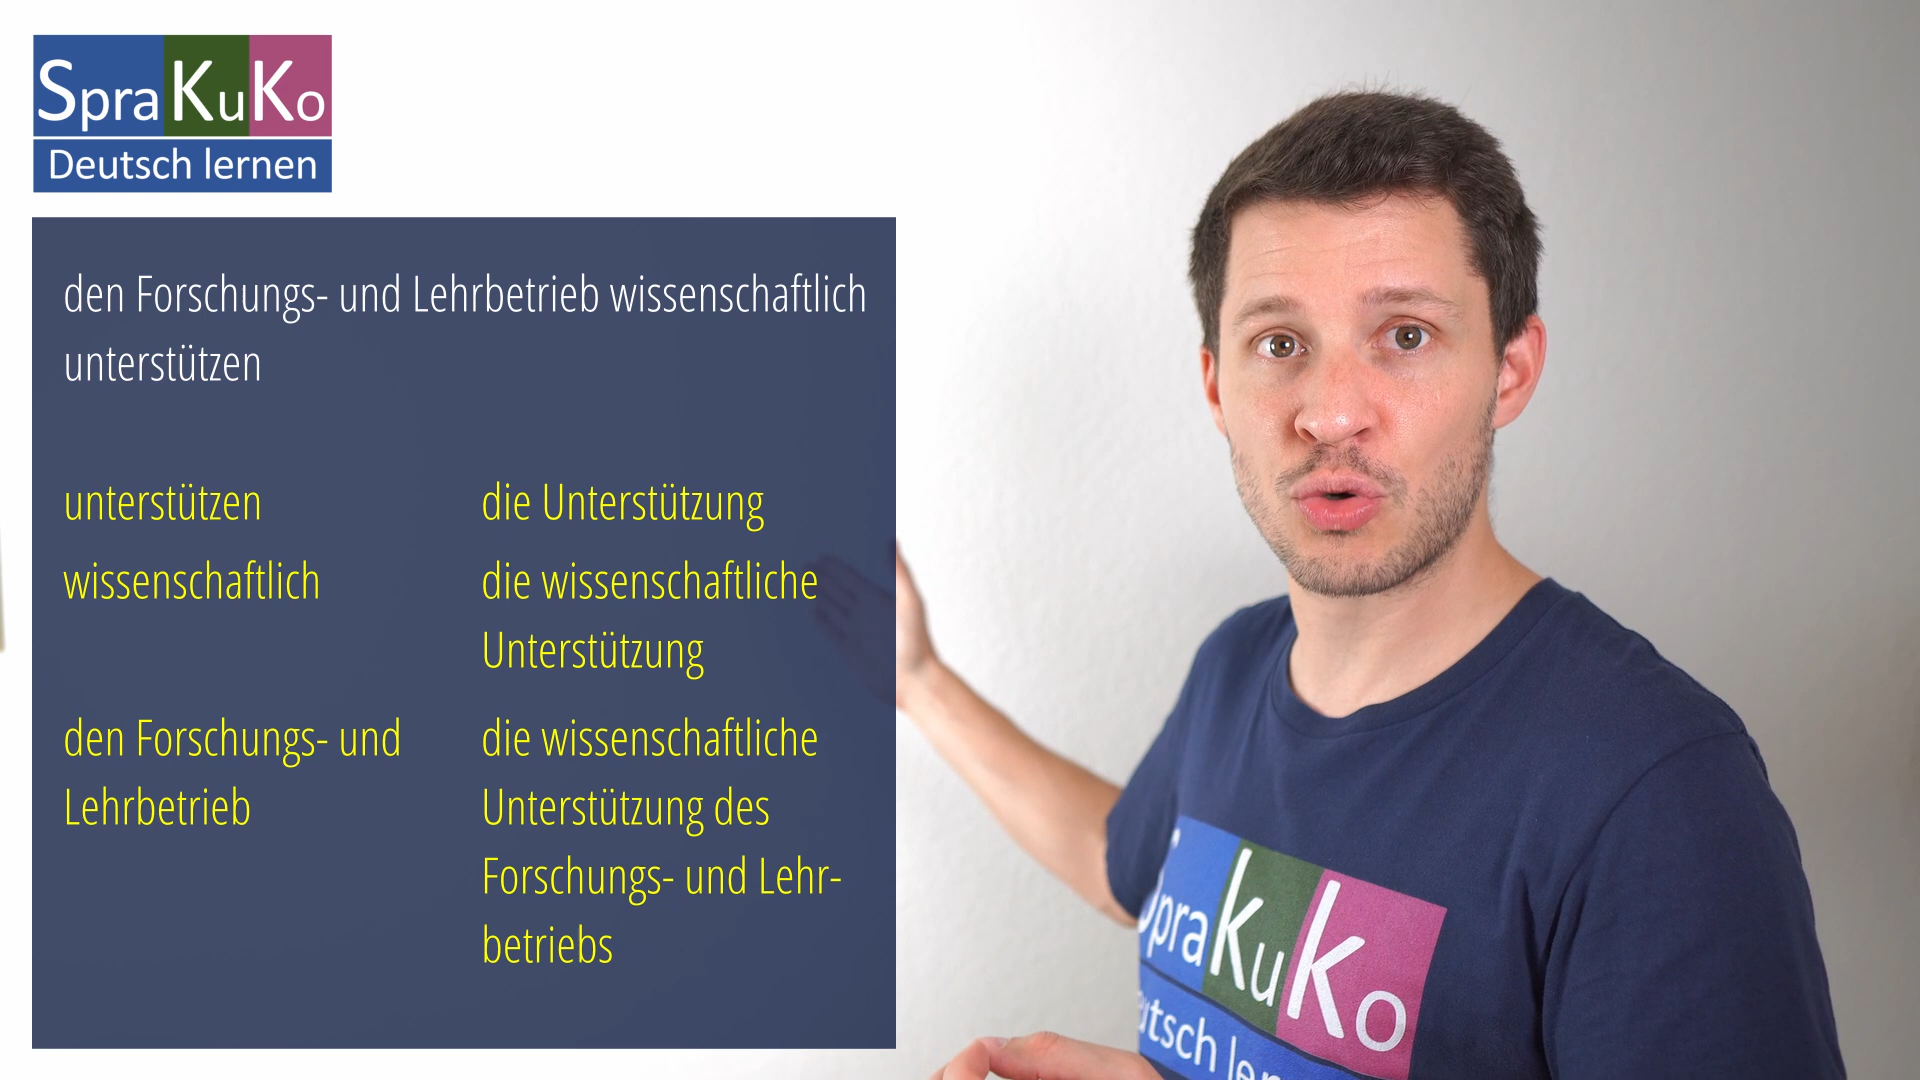 SpraKuKo
Deutsch lernen
den Forschungs- und Lehrbetrieb wissenschaftlich
unterstützen
unterstützen
die Unterstützung
wissenschaftlich
die wissenschaftliche
Unterstützung
den Forschungs- und
Lehrbetrieb
die wissenschaftliche
Unterstützung des
Forschungs- und Lehr-
betriebs
SpraKuKo